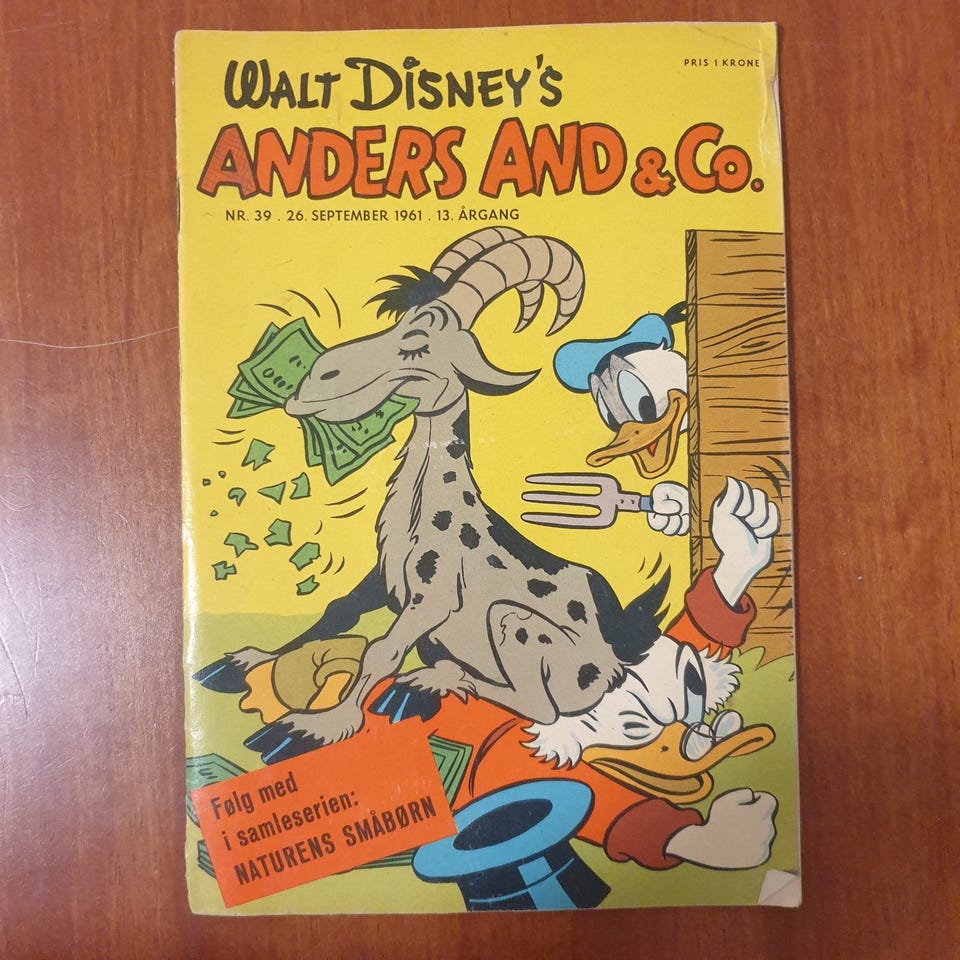 WALT DISNEY'S
PRIS 1 KRONE
ANDERS AND & Co.
NR. 39 . 26. SEPTEMBER 1961 . 13. ÅRGANG
Følg med
i samleserien:
NATURENS SMÅBØRN